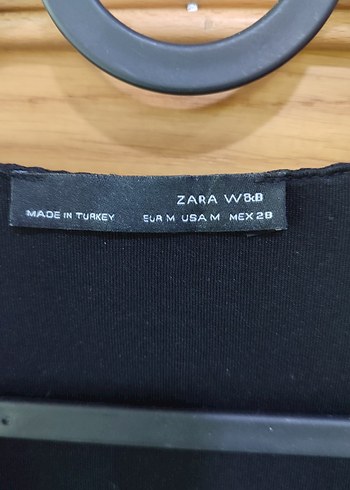 ZARA W&B
MADE IN TURKEY EUR M USA M MEX 28